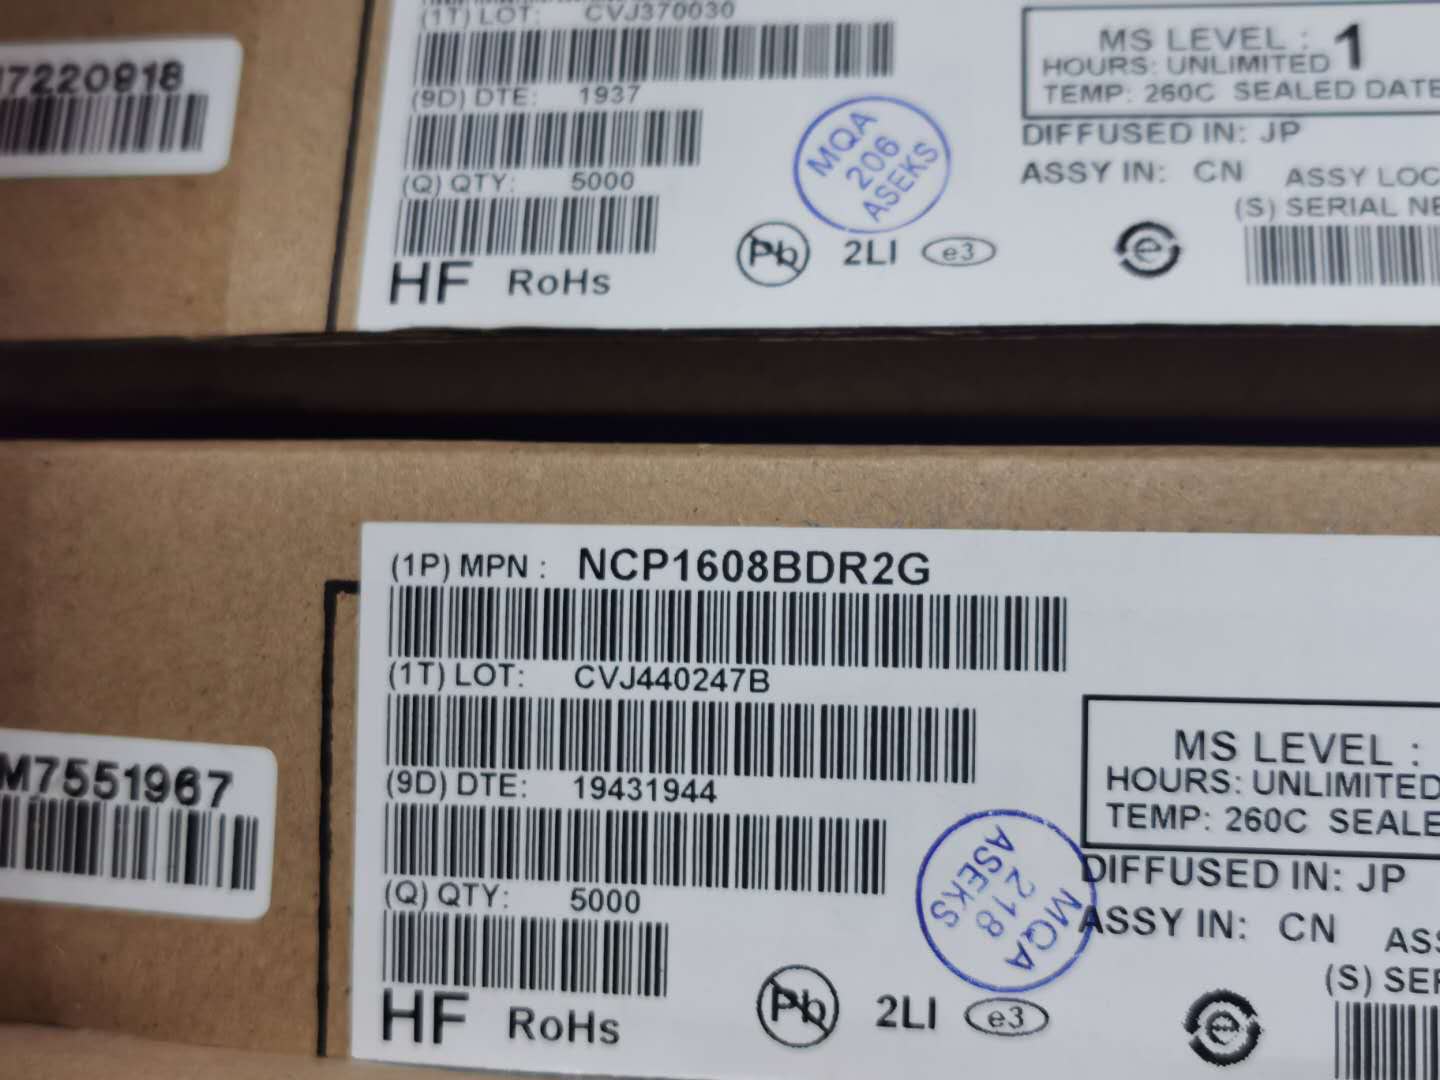 7220818
(1T) LOT: CVJ370030
(9D) DTE: 1937
(Q) QTY: 5000
HF RoHs
MQA
206
ASEKS
Pb 2LI e3
MS LEVEL : 1
HOURS: UNLIMITED
TEMP: 260C SEALED DATE
DIFFUSED IN: JP
ASSY IN: CN ASSY LOC
(S) SERIAL
e
M7551967
(1P) MPN : NCP1608BDR2G
(1T) LOT: CVJ440247B
(9D) DTE: 19431944
(Q) QTY: 5000
HF RoHs
MQA
218
ASEKS
Pb 2LI e3
MS LEVEL :
HOURS: UNLIMITED
TEMP: 260C
DIFFUSED IN: JP
ASSY IN: CN
(S)
e